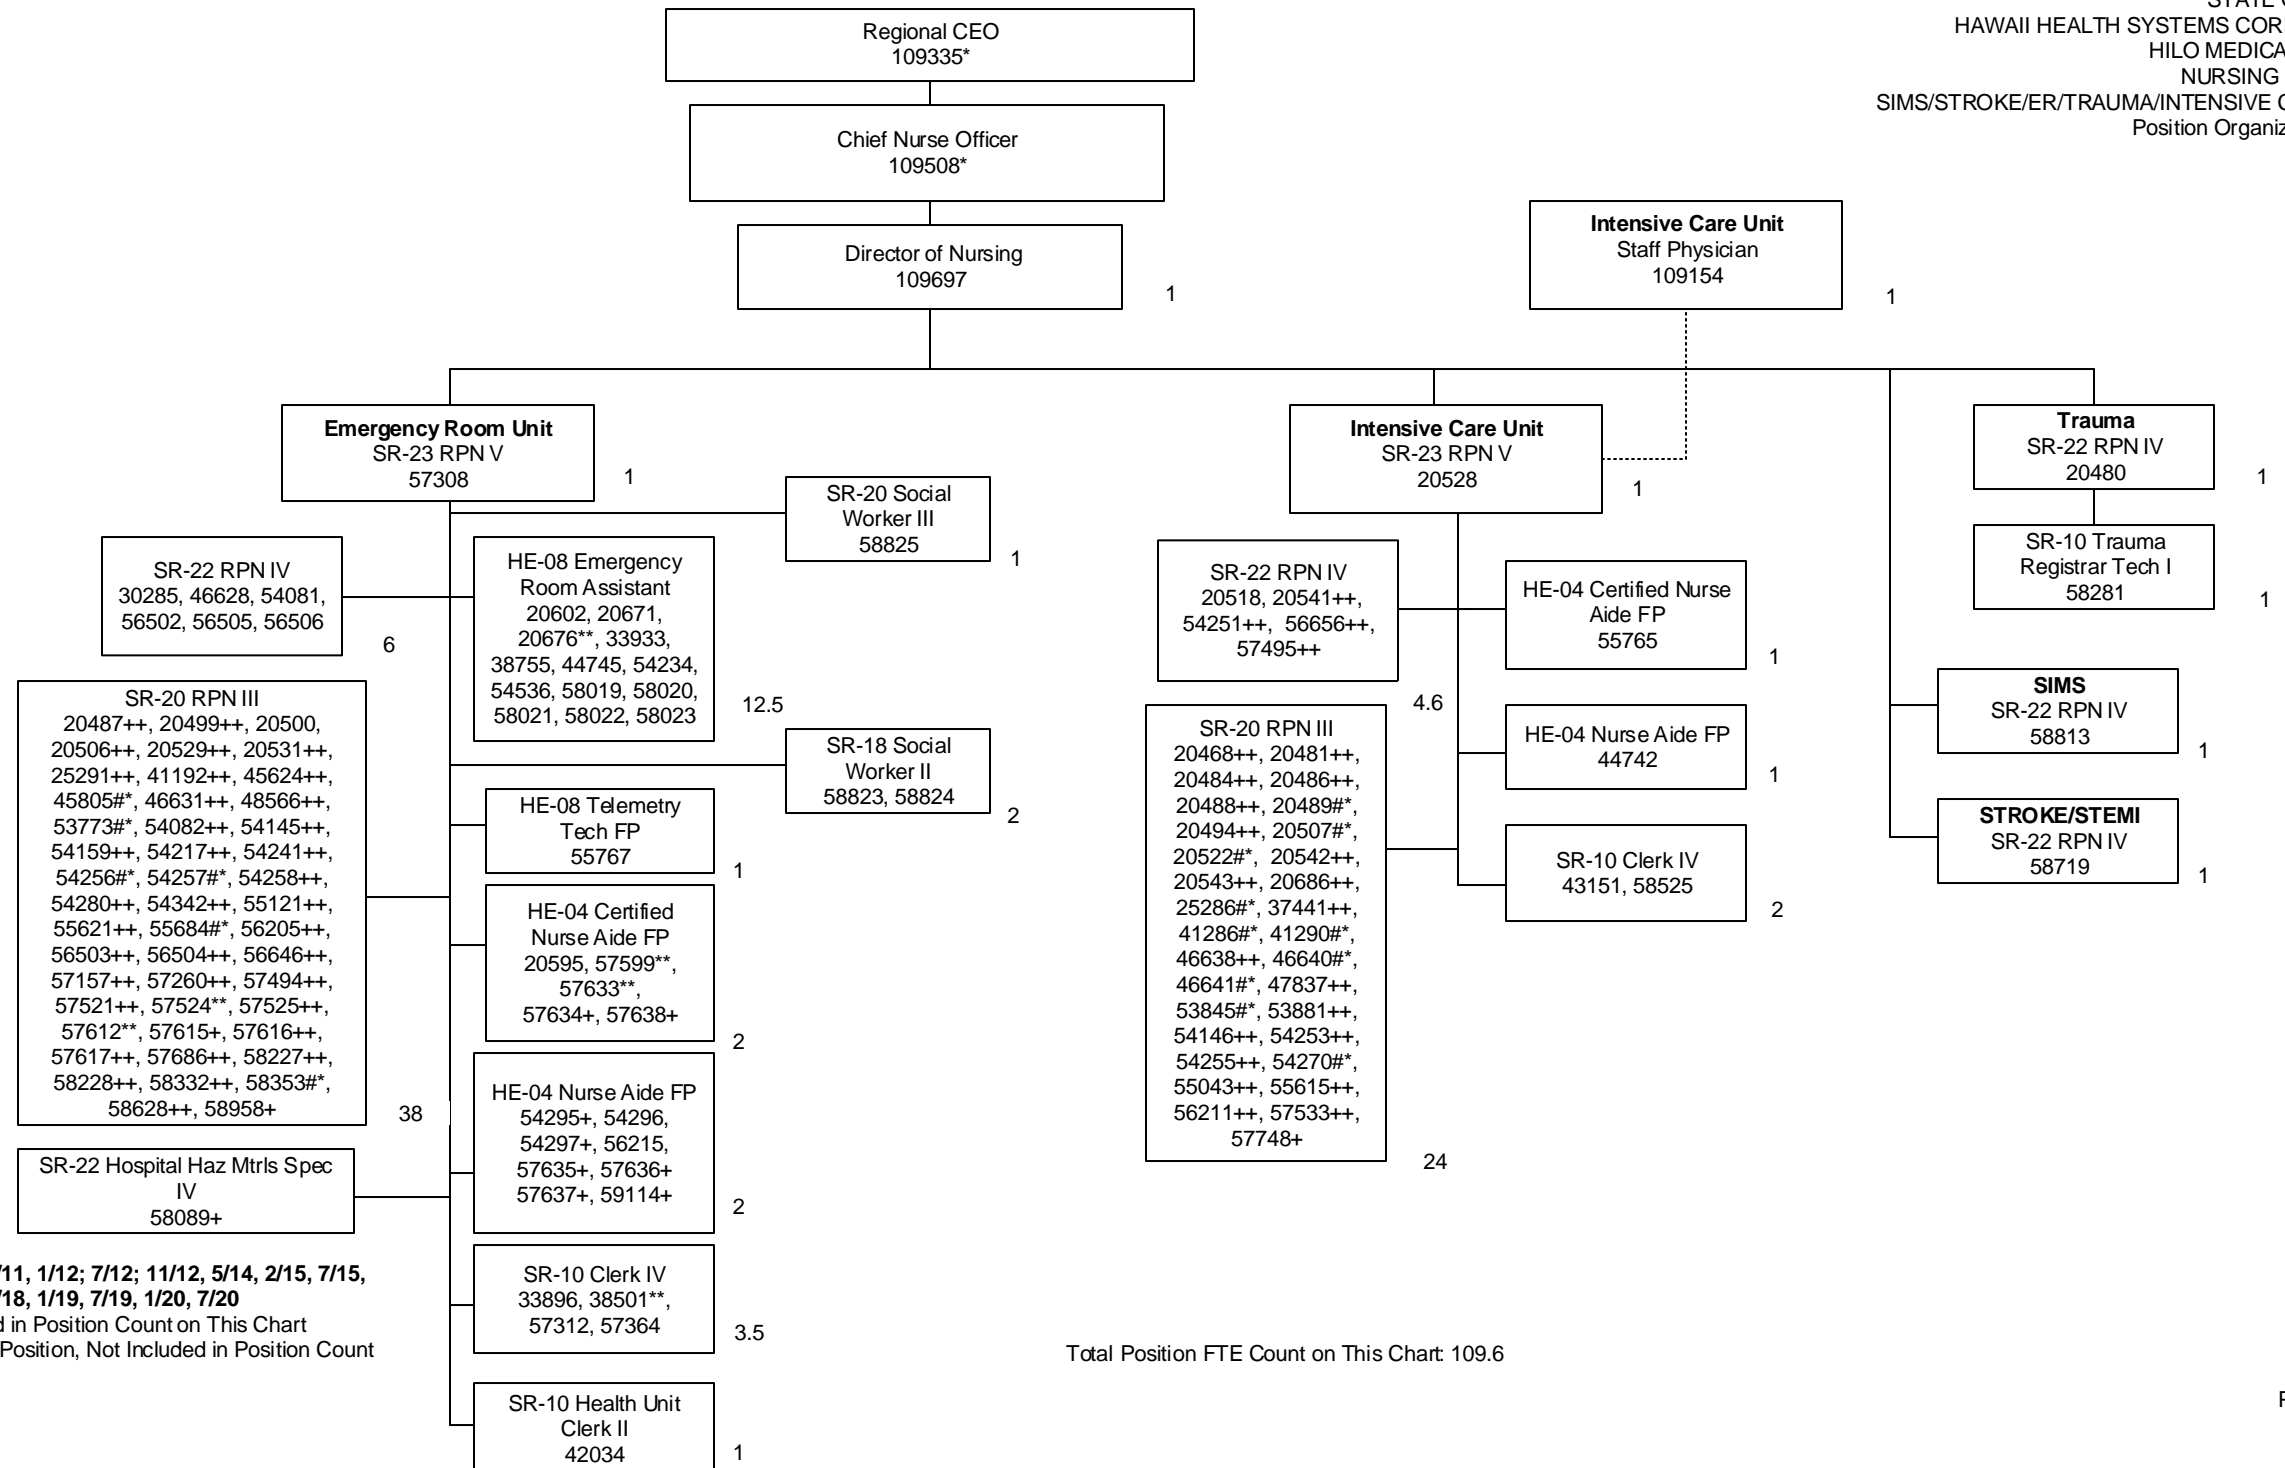 STATE O
HAWAII HEALTH SYSTEMS COR
HILO MEDICA
NURSING
SIMS/STROKE/ER/TRAUMA/INTENSIVE C
Position Organiz
Regional CEO
109335*
Chief Nurse Officer
109508*
Director of Nursing
109697
1
Intensive Care Unit
Staff Physician
109154
1
Emergency Room Unit
SR-23 RPN V
57308
1
SR-20 Social
Worker III
58825
1
SR-22 RPN IV
30285, 46628, 54081,
56502, 56505, 56506
6
HE-08 Emergency
Room Assistant
20602, 20671,
20676**, 33933,
38755, 44745, 54234,
54536, 58019, 58020,
58021, 58022, 58023
12.5
SR-20 RPN III
20487++, 20499++, 20500,
20506++, 20529++, 20531++,
25291++, 41192++, 45624++,
45805#*, 46631++, 48566++,
53773#*, 54082++, 54145++,
54159++, 54217++, 54241++,
54256#*, 54257#*, 54258++,
54280++, 54342++, 55121++,
55621++, 55684#*, 56205++,
56503++, 56504++, 56646++,
57157++, 57260++, 57494++,
57521++, 57524**, 57525++,
57612**, 57615+, 57616++,
57617++, 57686++, 58227++,
58228++, 58332++, 58353#*,
58628++, 58958+
38
SR-18 Social
Worker II
58823, 58824
2
HE-08 Telemetry
Tech FP
55767
1
HE-04 Certified
Nurse Aide FP
20595, 57599**,
57633**,
57634+, 57638+
2
HE-04 Nurse Aide FP
54295+, 54296,
54297+, 56215,
57635+, 57636+
57637+, 59114+
2
SR-22 Hospital Haz Mtrls Spec
IV
58089+
SR-10 Clerk IV
33896, 38501**,
57312, 57364
3.5
SR-10 Health Unit
Clerk II
42034
1
Intensive Care Unit
SR-23 RPN V
20528
1
SR-22 RPN IV
20518, 20541++,
54251++, 56656++,
57495++
4.6
HE-04 Certified Nurse
Aide FP
55765
1
SR-20 RPN III
20468++, 20481++,
20484++, 20486++,
20488++, 20489#*,
20494++, 20507#*,
20522#*, 20542++,
20543++, 20686++,
25286#*, 37441++,
41286#*, 41290#*,
46638++, 46640#*,
46641#*, 47837++,
53845#*, 53881++,
54146++, 54253++,
54255++, 54270#*,
55043++, 55615++,
56211++, 57533++,
57748+
24
HE-04 Nurse Aide FP
44742
1
SR-10 Clerk IV
43151, 58525
2
Trauma
SR-22 RPN IV
20480
1
SR-10 Trauma
Registrar Tech I
58281
1
SIMS
SR-22 RPN IV
58813
1
STROKE/STEMI
SR-22 RPN IV
58719
1
/11, 1/12; 7/12; 11/12, 5/14, 2/15, 7/15,
/18, 1/19, 7/19, 1/20, 7/20
d in Position Count on This Chart
Position, Not Included in Position Count
Total Position FTE Count on This Chart: 109.6